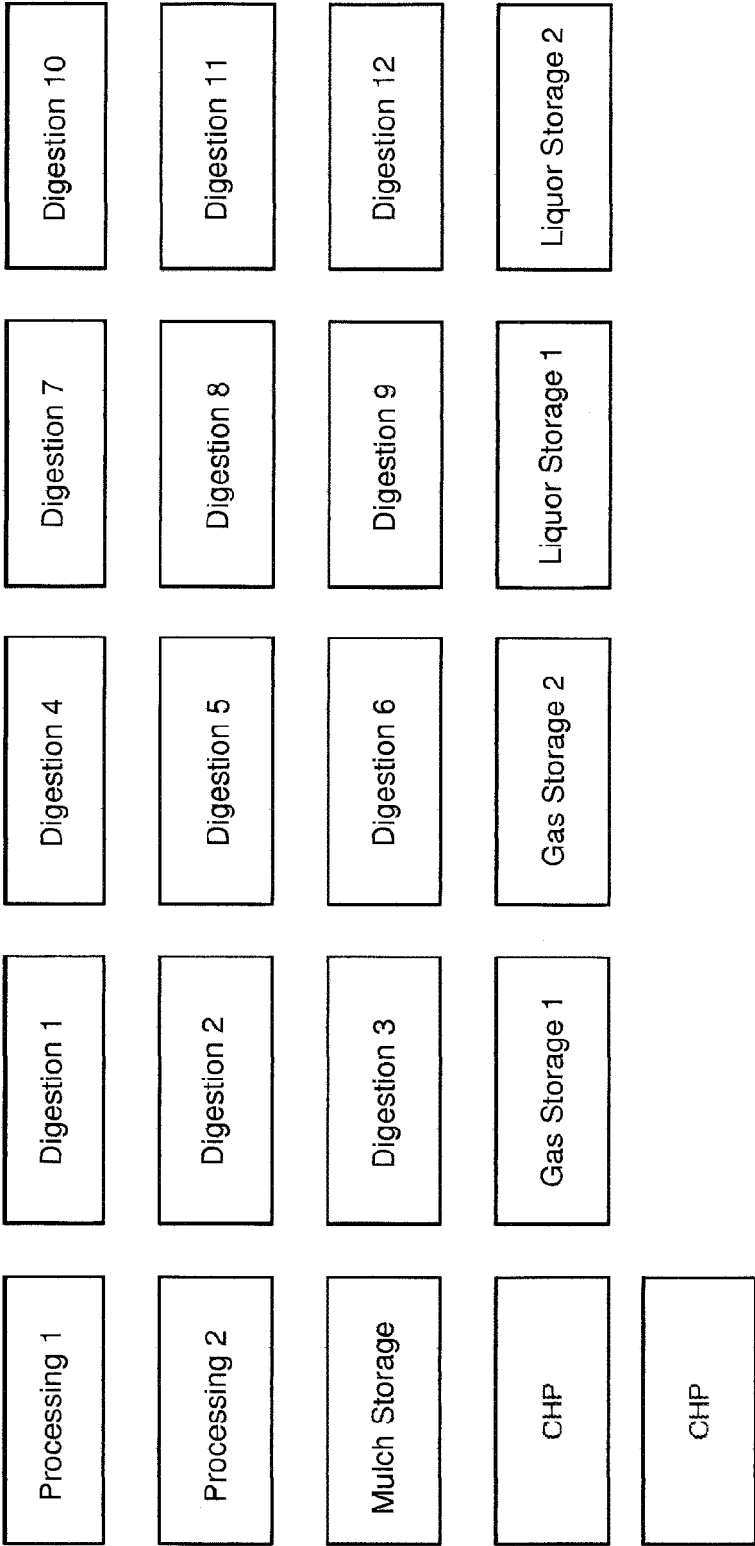 Processing 1
Digestion 1
Digestion 4
Digestion 7
Digestion 10
Processing 2
Digestion 2
Digestion 5
Digestion 8
Digestion 11
Mulch Storage
Digestion 3
Digestion 6
Digestion 9
Digestion 12
CHP
Gas Storage 1
Gas Storage 2
Liquor Storage 1
Liquor Storage 2
CHP